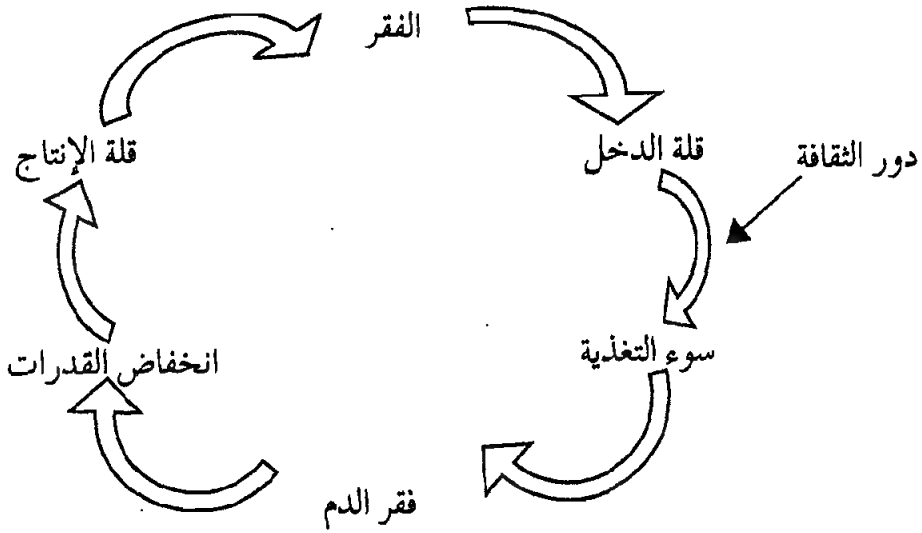 الفقر
قلة الدخل
دور الثقافة
سوء التغذية
فقر الدم
انخفاض القدرات
قلة الإنتاج